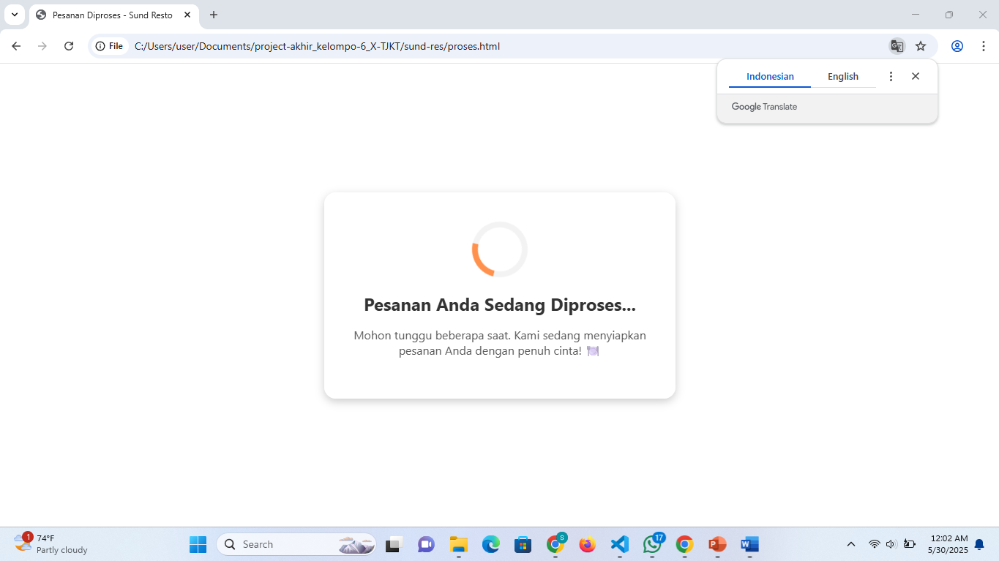 Pesanan Diproses - Sund Resto
File
C:/Users/user/Documents/project-akhir_kelompo-6_X-TJKT/sund-res/proses.html
Indonesian
English
Google Translate
Pesanan Anda Sedang Diproses...
Mohon tunggu beberapa saat. Kami sedang menyiapkan
pesanan Anda dengan penuh cinta! 🍽️
1
74°F
Partly cloudy
Search
S
17
12:02 AM
5/30/2025